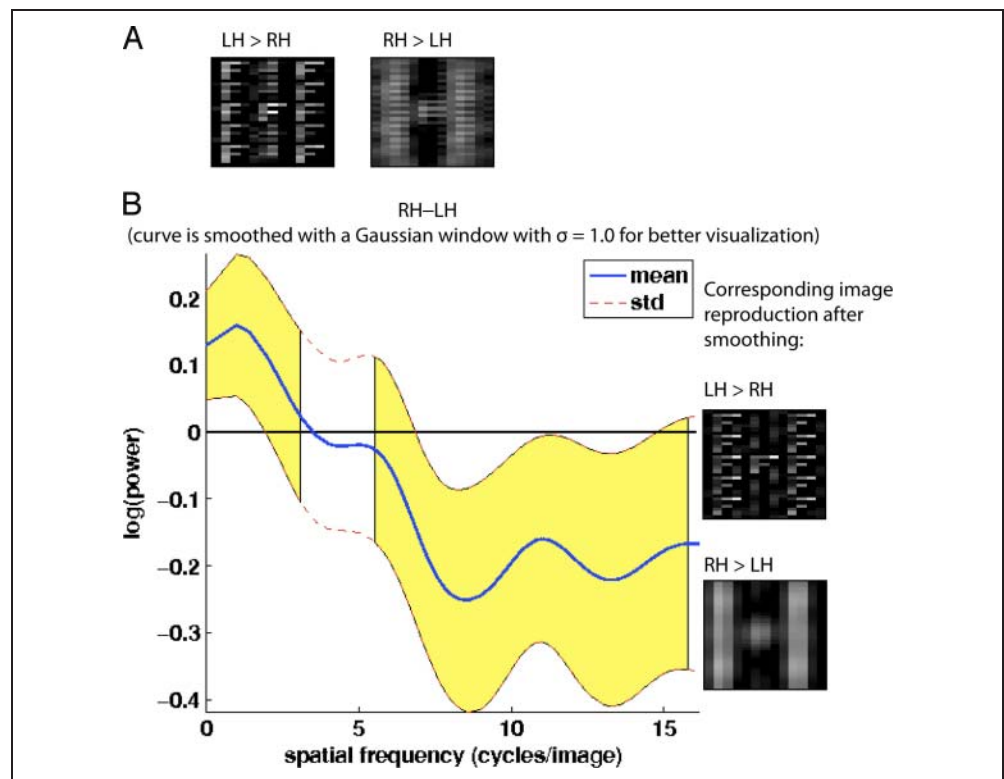 A
LH > RH
RH > LH
B
RH–LH
(curve is smoothed with a Gaussian window with σ = 1.0 for better visualization)
mean
std
Corresponding image
reproduction after
smoothing:
LH > RH
RH > LH
log(power)
0.2
0.1
0
−0.1
−0.2
−0.3
−0.4
0
5
10
15
spatial frequency (cycles/image)